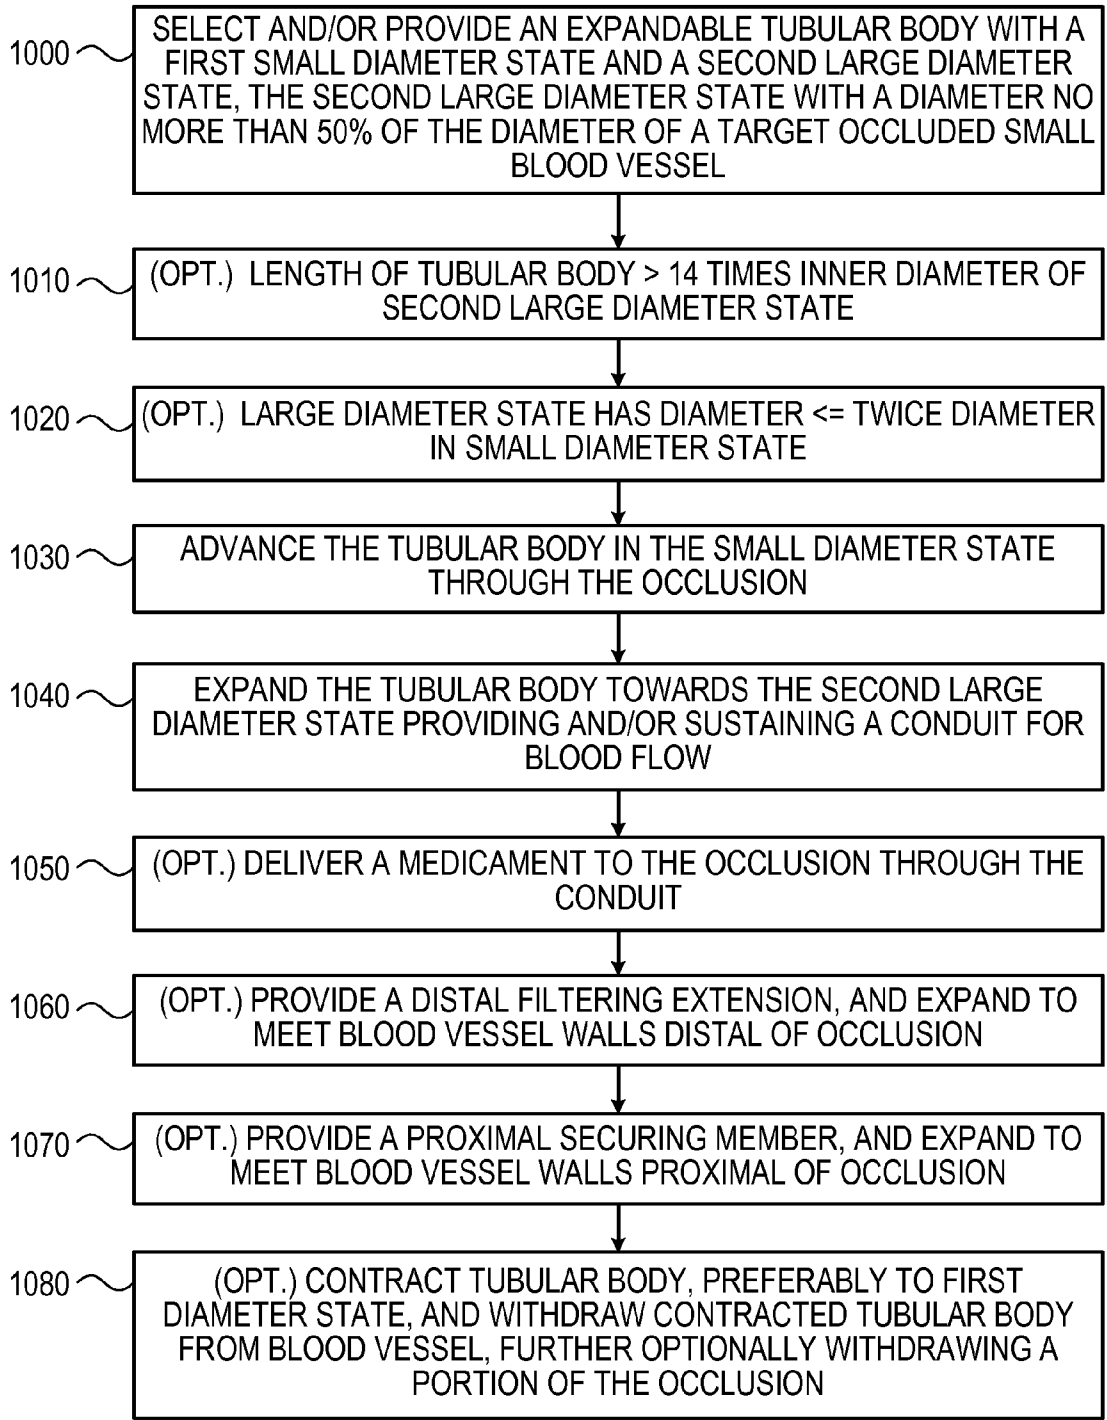 1000
SELECT AND/OR PROVIDE AN EXPANDABLE TUBULAR BODY WITH A
FIRST SMALL DIAMETER STATE AND A SECOND LARGE DIAMETER
STATE, THE SECOND LARGE DIAMETER STATE WITH A DIAMETER NO
MORE THAN 50% OF THE DIAMETER OF A TARGET OCCLUDED SMALL
BLOOD VESSEL
1010
(OPT.) LENGTH OF TUBULAR BODY > 14 TIMES INNER DIAMETER OF
SECOND LARGE DIAMETER STATE
1020
(OPT.) LARGE DIAMETER STATE HAS DIAMETER <= TWICE DIAMETER
IN SMALL DIAMETER STATE
1030
ADVANCE THE TUBULAR BODY IN THE SMALL DIAMETER STATE
THROUGH THE OCCLUSION
1040
EXPAND THE TUBULAR BODY TOWARDS THE SECOND LARGE
DIAMETER STATE PROVIDING AND/OR SUSTAINING A CONDUIT FOR
BLOOD FLOW
1050
(OPT.) DELIVER A MEDICAMENT TO THE OCCLUSION THROUGH THE
CONDUIT
1060
(OPT.) PROVIDE A DISTAL FILTERING EXTENSION, AND EXPAND TO
MEET BLOOD VESSEL WALLS DISTAL OF OCCLUSION
1070
(OPT.) PROVIDE A PROXIMAL SECURING MEMBER, AND EXPAND TO
MEET BLOOD VESSEL WALLS PROXIMAL OF OCCLUSION
1080
(OPT.) CONTRACT TUBULAR BODY, PREFERABLY TO FIRST
DIAMETER STATE, AND WITHDRAW CONTRACTED TUBULAR BODY
FROM BLOOD VESSEL, FURTHER OPTIONALLY WITHDRAWING A
PORTION OF THE OCCLUSION